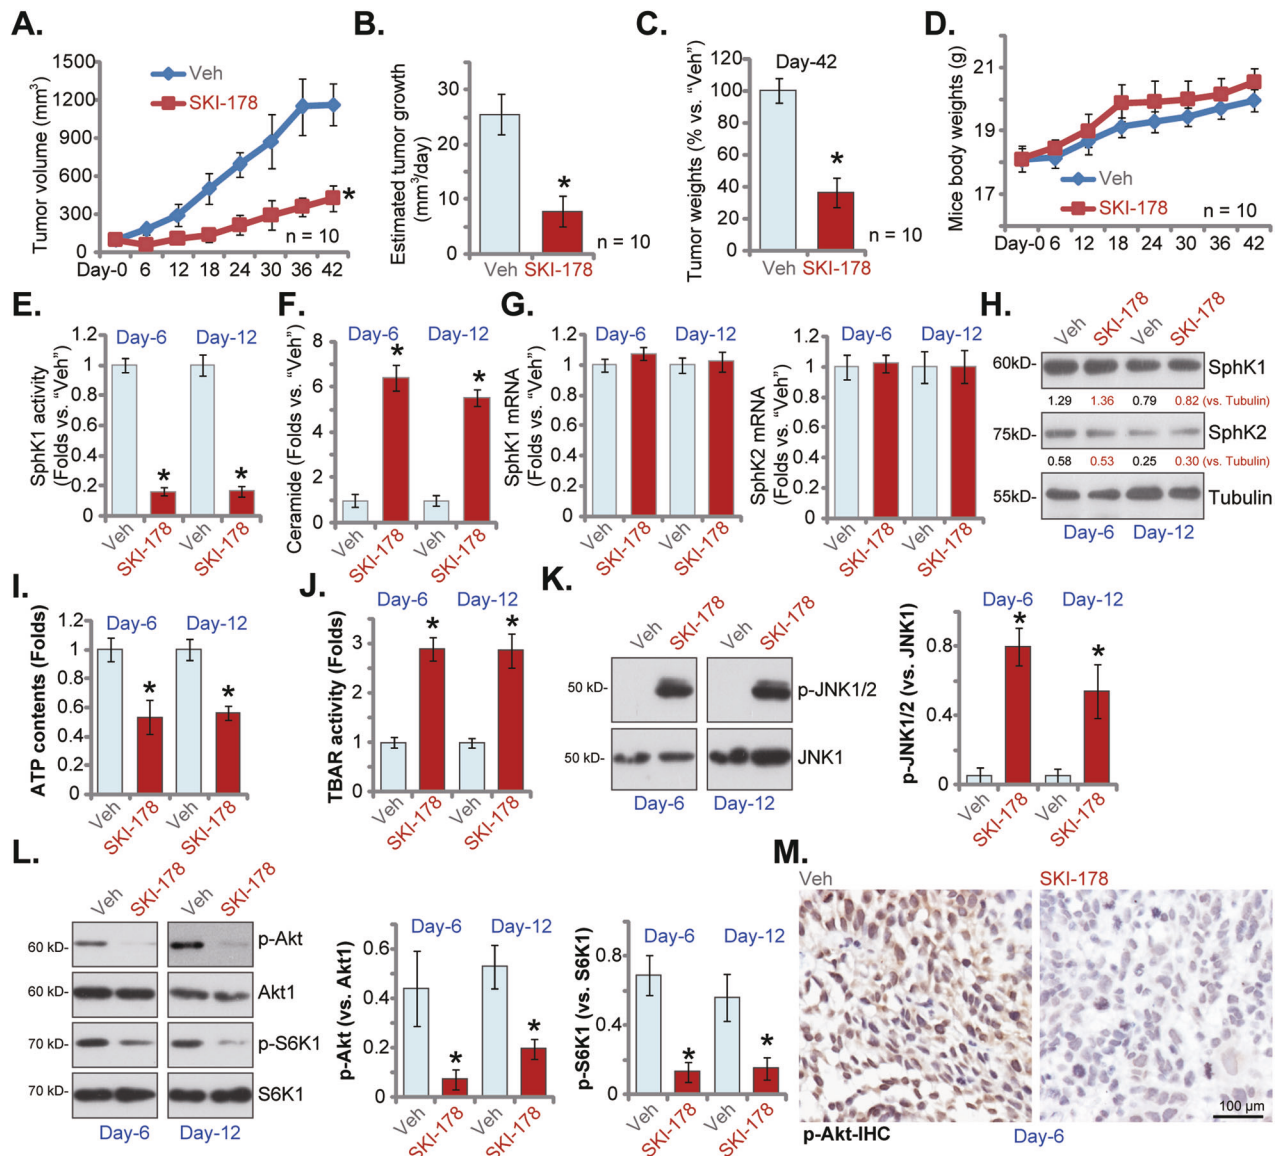 A.
Tumor volume (mm³)
1500
1200
900
600
300
0
Veh
SKI-178
*
n = 10
Day-0 6 12 18 24 30 36 42
B.
Estimated tumor growth
(mm³/day)
30
20
10
0
*
n = 10
Veh SKI-178
C.
Tumor weights (% vs. “Veh”)
120
100
80
60
40
20
0
Day-42
*
n = 10
Veh SKI-178
D.
Mice body weights (g)
21
19
17
Veh
SKI-178
n = 10
Day-0 6 12 18 24 30 36 42
E.
SphK1 activity
(Folds vs. “Veh”)
1.2
1
0.8
0.6
0.4
0.2
0
Day-6 Day-12
* *
Veh SKI-178 Veh SKI-178
F.
Ceramide (Folds vs. “Veh”)
8
6
4
2
0
Day-6 Day-12
* *
Veh SKI-178 Veh SKI-178
G.
SphK1 mRNA
(Folds vs. “Veh”)
1.2
1
0.8
0.6
0.4
0.2
0
Day-6 Day-12
Veh SKI-178 Veh SKI-178
SphK2 mRNA
(Folds vs. “Veh”)
1.2
1
0.8
0.6
0.4
0.2
0
Day-6 Day-12
Veh SKI-178 Veh SKI-178
H.
Veh SKI-178 Veh SKI-178
60kD- SphK1
1.29 1.36 0.79 0.82 (vs. Tubulin)
75kD- SphK2
0.58 0.53 0.25 0.30 (vs. Tubulin)
55kD- Tubulin
Day-6 Day-12
I.
ATP contents (Folds)
1.2
1
0.8
0.6
0.4
0.2
0
Day-6 Day-12
* *
Veh SKI-178 Veh SKI-178
J.
TBAR activity (Folds)
3
2
1
0
Day-6 Day-12
* *
Veh SKI-178 Veh SKI-178
K.
Veh SKI-178 Veh SKI-178
50 kD- p-JNK1/2
50 kD- JNK1
Day-6 Day-12
p-JNK1/2 (vs. JNK1)
0.8
0.4
0
Day-6 Day-12
* *
Veh SKI-178 Veh SKI-178
L.
Veh SKI-178 Veh SKI-178
60 kD- p-Akt
60 kD- Akt1
70 kD- p-S6K1
70 kD- S6K1
Day-6 Day-12
p-Akt (vs. Akt1)
0.6
0.4
0.2
0
Day-6 Day-12
* *
Veh SKI-178 Veh SKI-178
p-S6K1 (vs. S6K1)
0.8
0.4
0
Day-6 Day-12
* *
Veh SKI-178 Veh SKI-178
M.
Veh SKI-178
100 µm
p-Akt-IHC Day-6